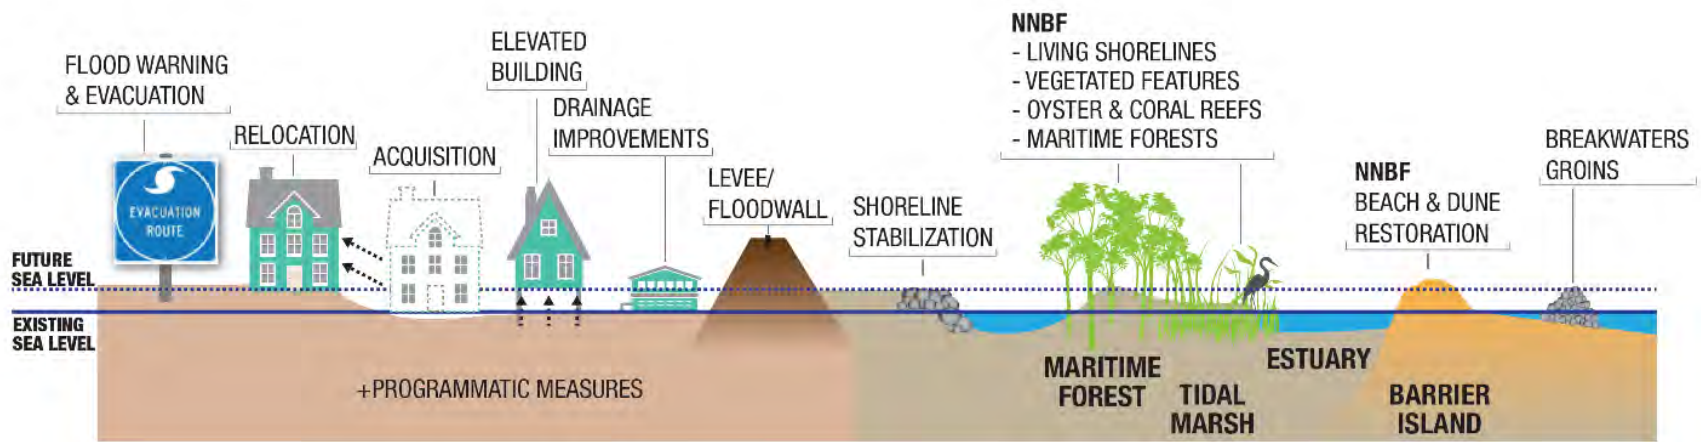 FLOOD WARNING
& EVACUATION
EVACUATION
ROUTE
RELOCATION
ACQUISITION
ELEVATED
BUILDING
DRAINAGE
IMPROVEMENTS
LEVEE/
FLOODWALL
SHORELINE
STABILIZATION
NNBF
- LIVING SHORELINES
- VEGETATED FEATURES
- OYSTER & CORAL REEFS
- MARITIME FORESTS
NNBF
BEACH & DUNE
RESTORATION
BREAKWATERS
GROINS
FUTURE
SEA LEVEL
EXISTING
SEA LEVEL
+PROGRAMMATIC MEASURES
MARITIME
FOREST
TIDAL
MARSH
ESTUARY
BARRIER
ISLAND